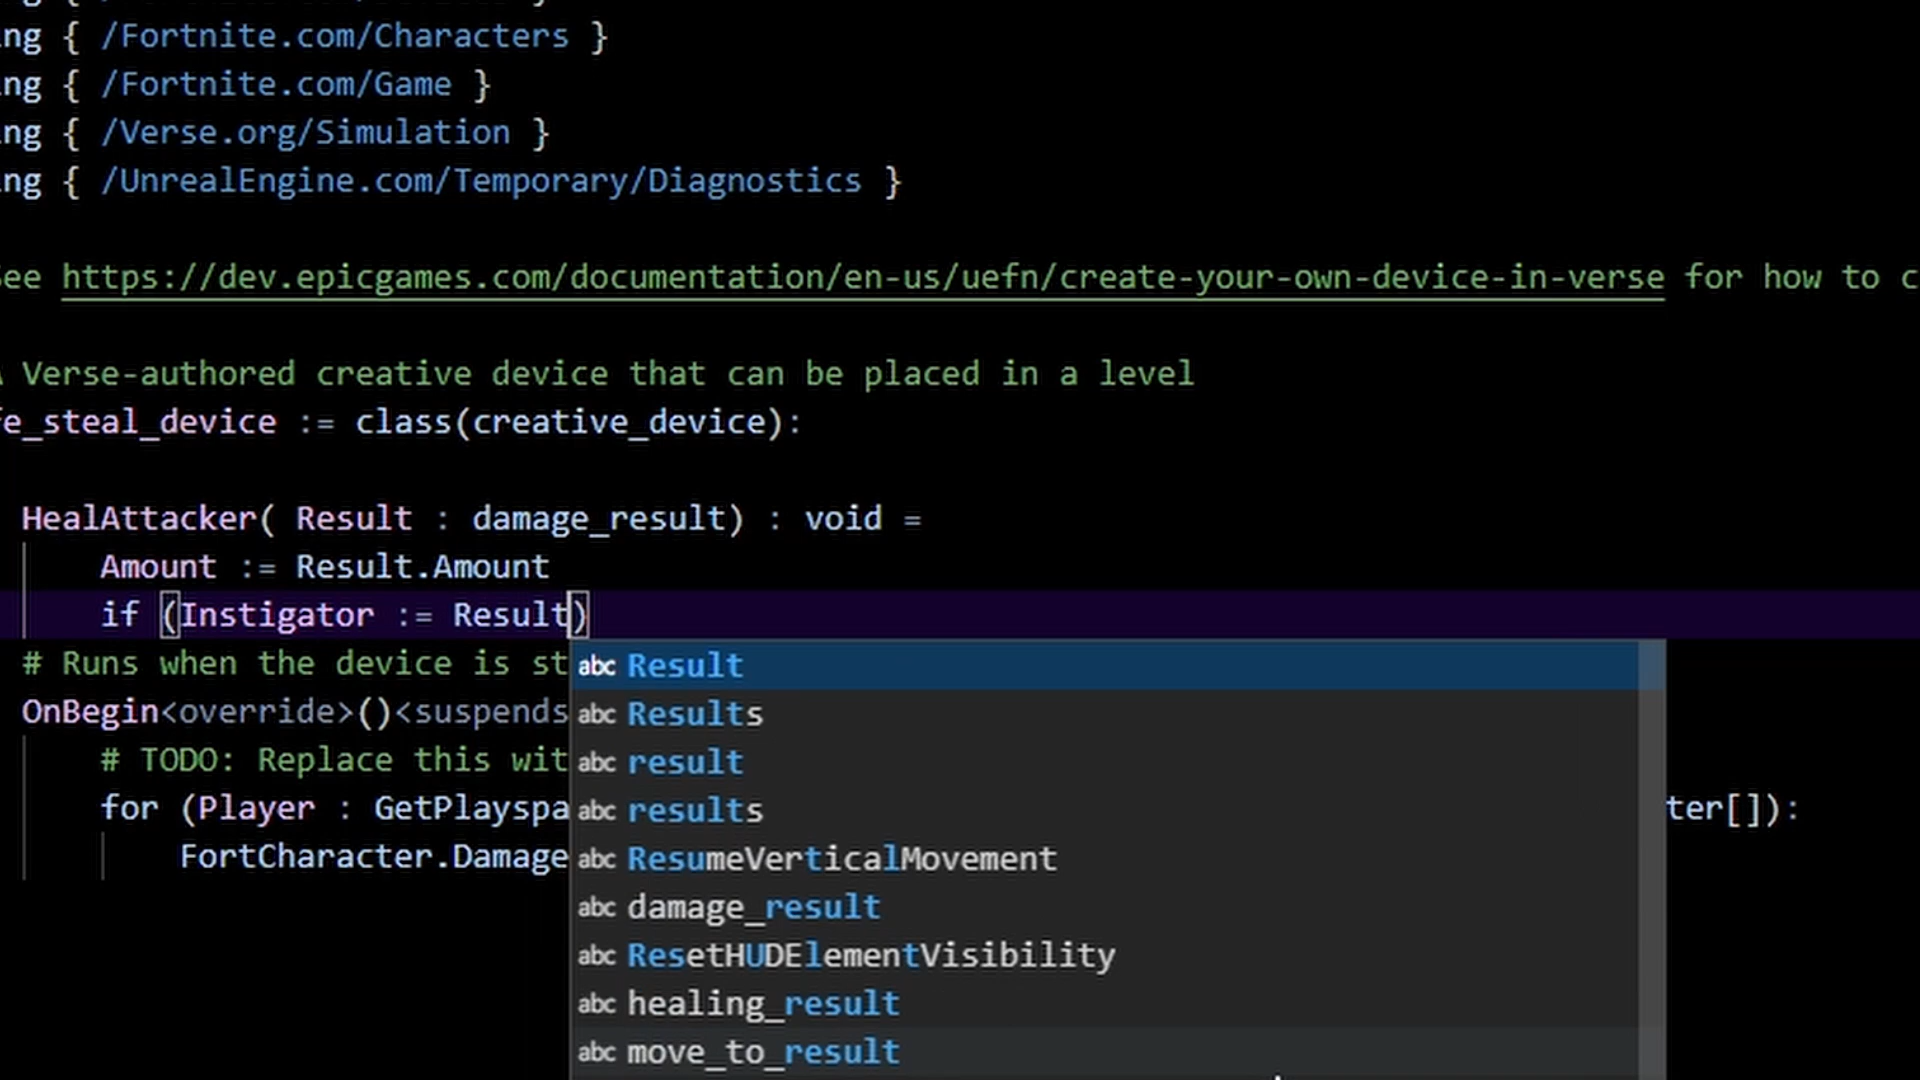 ng { /Fortnite.com/Characters }
ng { /Fortnite.com/Game }
ng { /Verse.org/Simulation }
ng { /UnrealEngine.com/Temporary/Diagnostics }
See https://dev.epicgames.com/documentation/en-us/uefn/create-your-own-device-in-verse for how to c
A Verse-authored creative device that can be placed in a level
fe_steal_device := class(creative_device):
HealAttacker( Result : damage_result) : void =
Amount := Result.Amount
if (Instigator := Result)
# Runs when the device is st
OnBegin<override>()<suspends
# TODO: Replace this wit
for (Player : GetPlayspa ter[]):
FortCharacter.Damage
abc Result
abc Results
abc result
abc results
abc ResumeVerticalMovement
abc damage_result
abc ResetHUDElementVisibility
abc healing_result
abc move_to_result